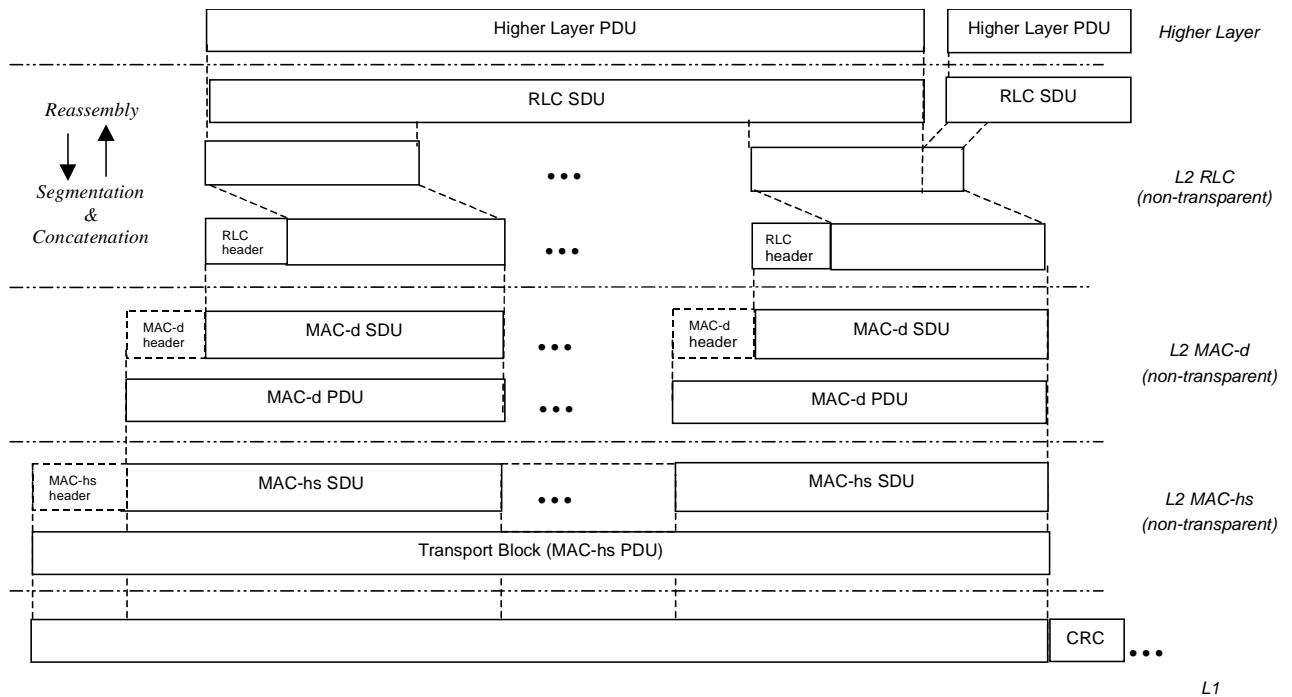 Higher Layer PDU
Higher Layer PDU
Higher Layer
RLC SDU
RLC SDU
Reassembly
Segmentation
&
Concatenation
•••
L2 RLC
(non-transparent)
RLC
header
•••
RLC
header
MAC-d
header
MAC-d SDU
•••
MAC-d
header
MAC-d SDU
L2 MAC-d
(non-transparent)
MAC-d PDU
•••
MAC-d PDU
MAC-hs
header
MAC-hs SDU
•••
MAC-hs SDU
L2 MAC-hs
(non-transparent)
Transport Block (MAC-hs PDU)
CRC
•••
L1